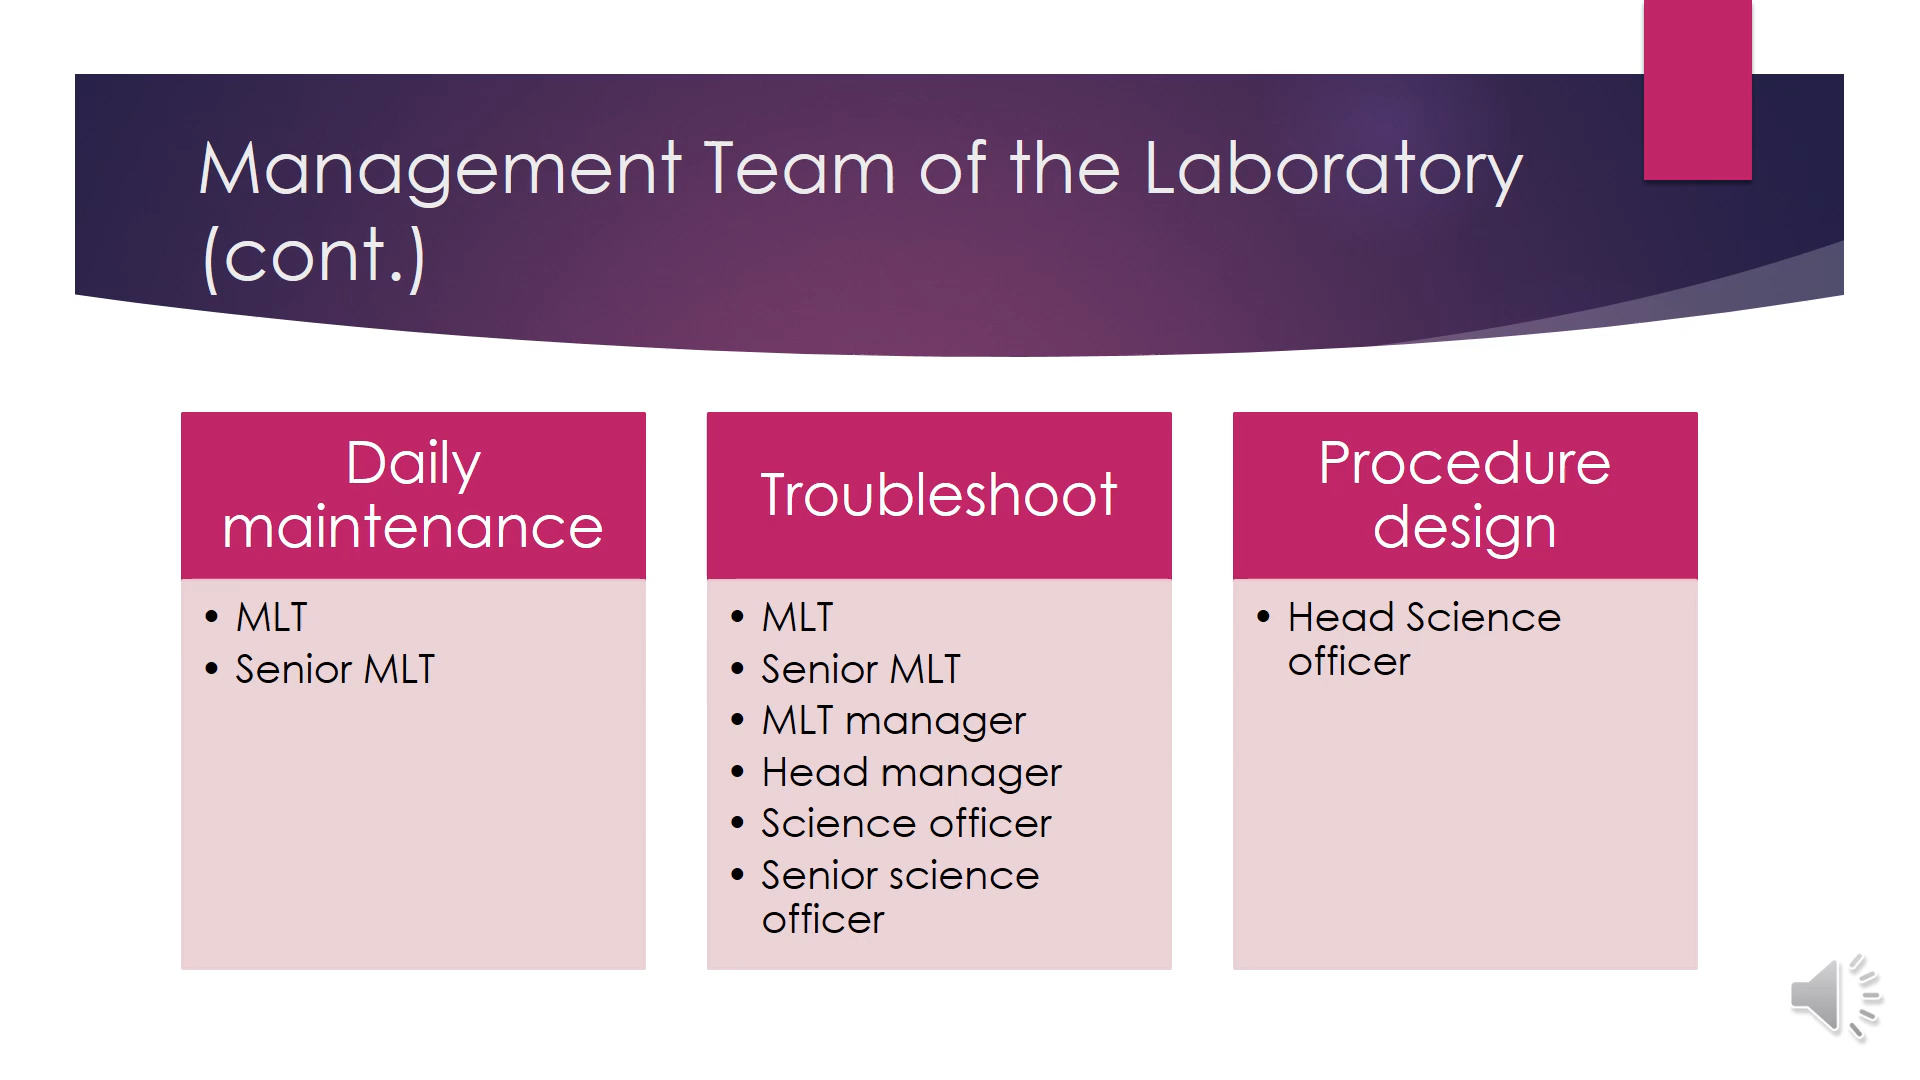 Management Team of the Laboratory
(cont.)
Daily
maintenance
• MLT
• Senior MLT
Troubleshoot
• MLT
• Senior MLT
• MLT manager
• Head manager
• Science officer
• Senior science
officer
Procedure
design
• Head Science
officer